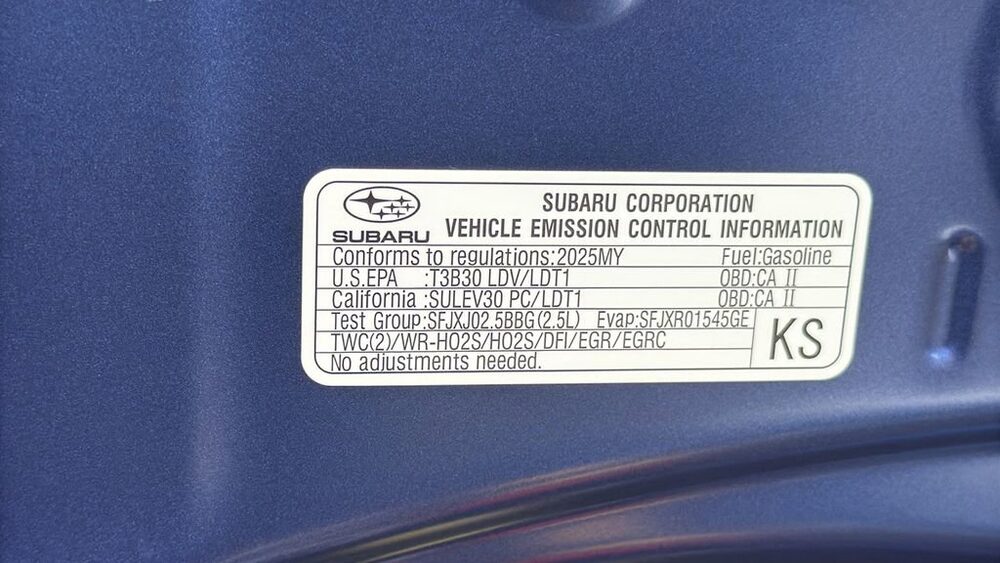 SUBARU
SUBARU CORPORATION
VEHICLE EMISSION CONTROL INFORMATION
Conforms to regulations:2025MY Fuel:Gasoline
U.S.EPA :T3B30 LDV/LDT1 OBD:CA II
California :SULEV30 PC/LDT1 OBD:CA II
Test Group:SFJXJ02.5BBG(2.5L) Evap:SFJXR01545GE
TWC(2)/WR-HO2S/HO2S/DFI/EGR/EGRC
No adjustments needed.
KS